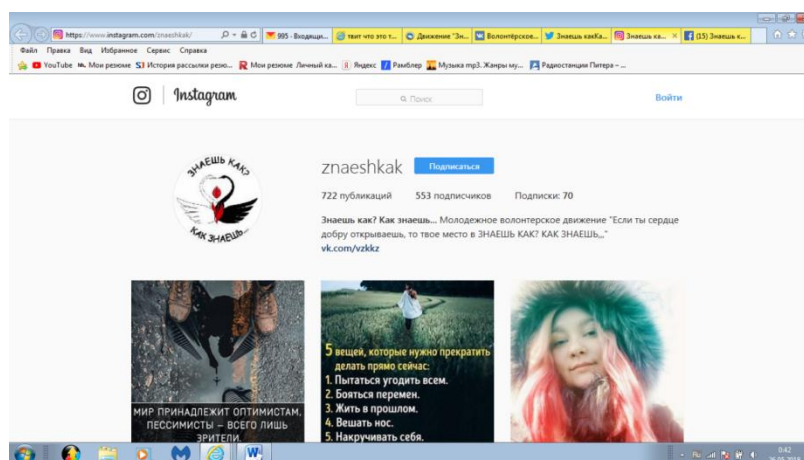 https://www.instagram.com/znaeshkak/
995 - Входящи...
твит что это т...
Движение "Зн...
Волонтёрское...
Знаешь какКа...
Знаешь ка...
(15) Знаешь к...
Файл Правка Вид Избранное Сервис Справка
YouTube Мои резюме История рассылки резю... Мои резюме Личный ка... Яндекс Рамблер Музыка mp3. Жанры му... Радиостанции Питера – ...
Instagram
Поиск
Войти
ЗНАЕШЬ КАК?
КАК ЗНАЕШЬ...
znaeshkak Подписаться
722 публикаций 553 подписчиков Подписки: 70
Знаешь как? Как знаешь... Молодежное волонтерское движение "Если ты сердце
добру открываешь, то твое место в ЗНАЕШЬ КАК? КАК ЗНАЕШЬ,,,"
vk.com/vzkkz
МИР ПРИНАДЛЕЖИТ ОПТИМИСТАМ,
ПЕССИМИСТЫ – ВСЕГО ЛИШЬ
ЗРИТЕЛИ.
5 вещей, которые нужно прекратить
делать прямо сейчас:
1. Пытаться угодить всем.
2. Бояться перемен.
3. Жить в прошлом.
4. Вешать нос.
5. Накручивать себя.
RU
0:42